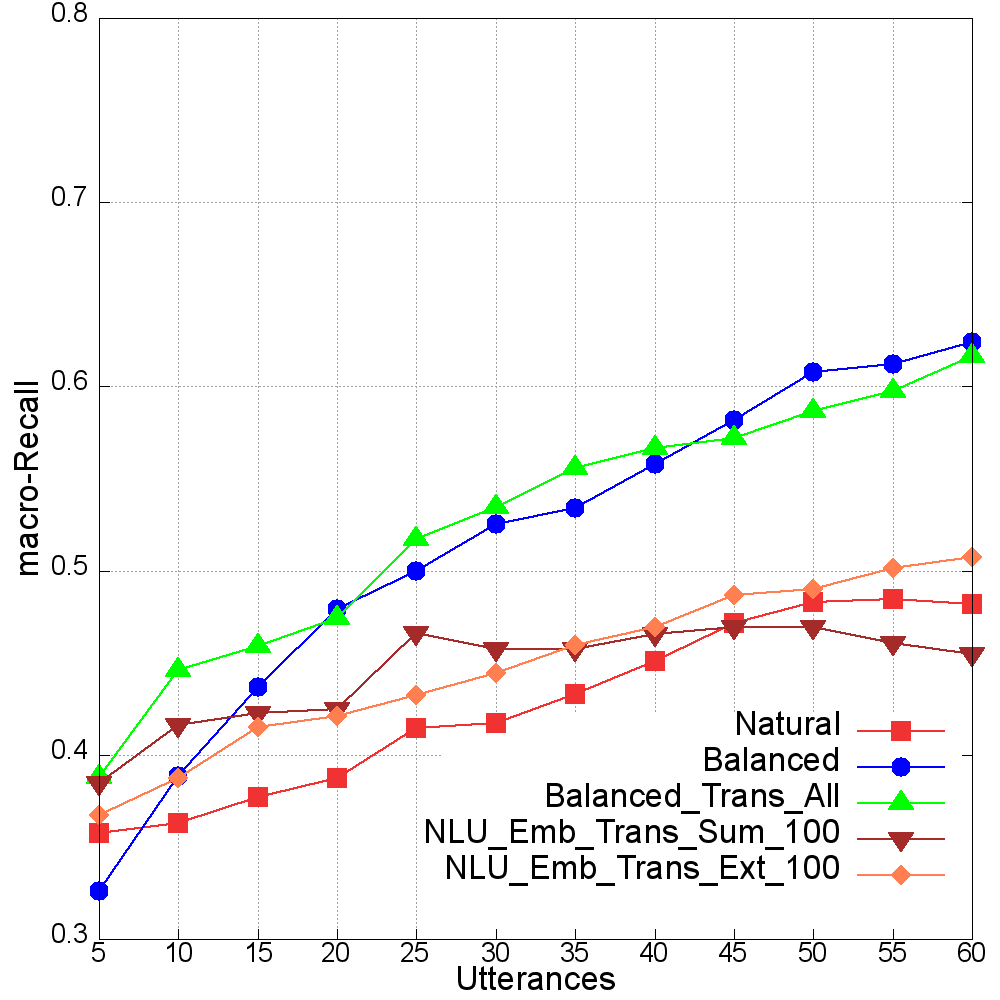 0.8
0.7
0.6
0.5
0.4
0.3
macro-Recall
Natural
Balanced
Balanced_Trans_All
NLU_Emb_Trans_Sum_100
NLU_Emb_Trans_Ext_100
5 10 15 20 25 30 35 40 45 50 55 60
Utterances